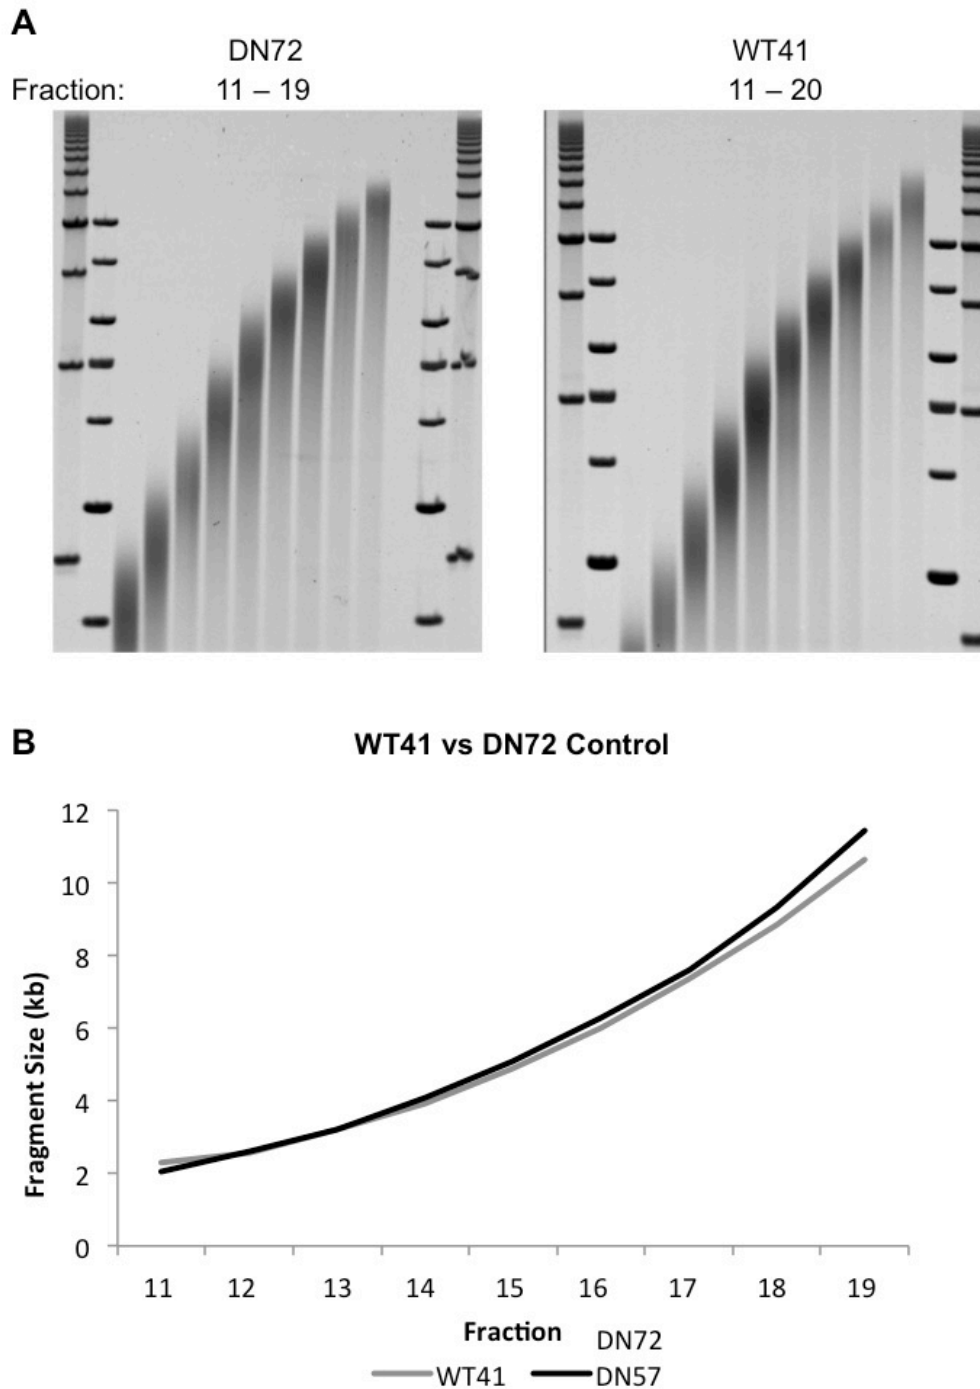 A
DN72 WT41
Fraction: 11 – 19 11 – 20
B
WT41 vs DN72 Control
12
10
8
6
4
2
0
Fragment Size (kb)
11 12 13 14 15 16 17 18 19
Fraction DN72
WT41 DN57